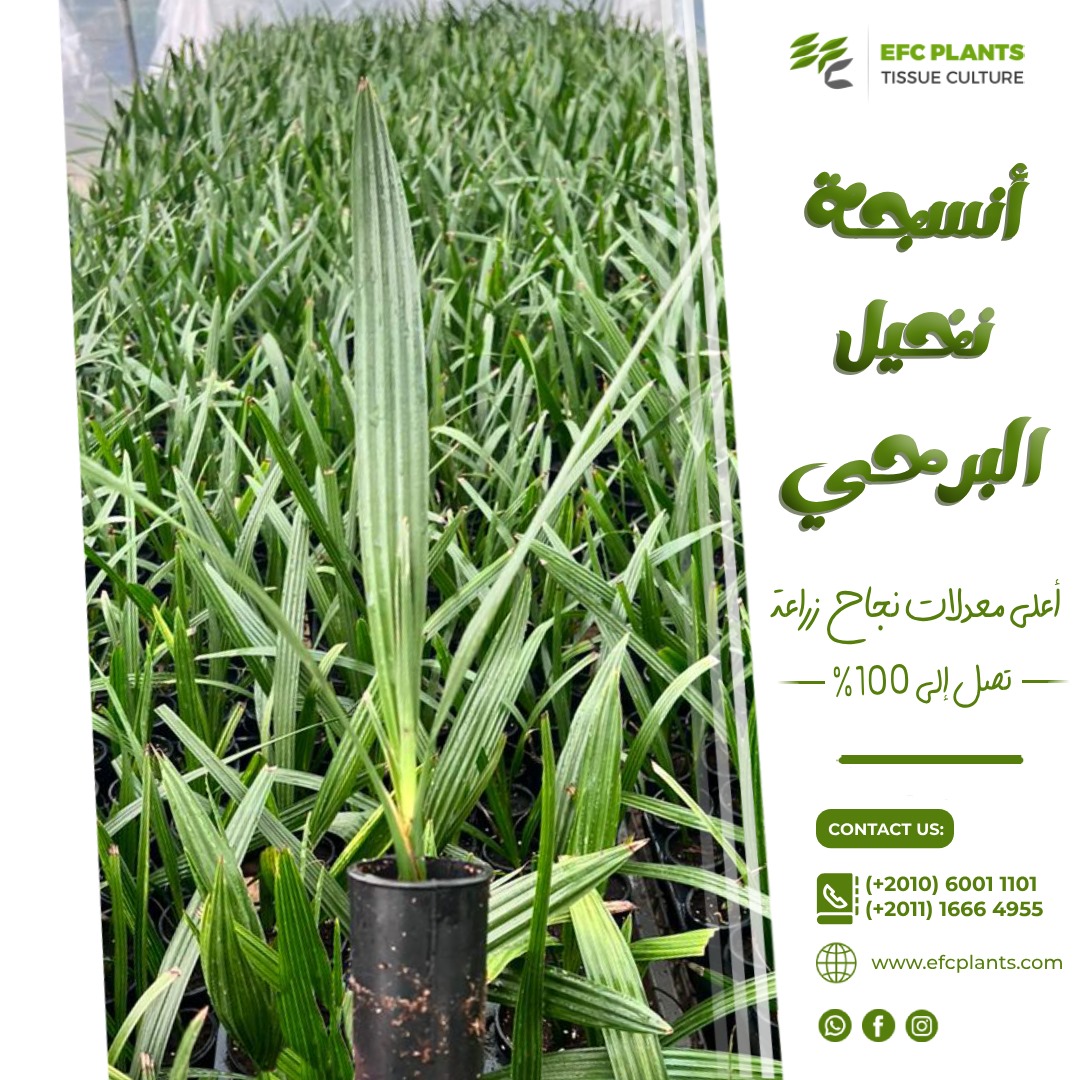 EFC PLANTS
TISSUE CULTURE
أنسجة
نخيل
البرحي
أعلى معدلات نجاح زراعة
تصل إلى 100%
CONTACT US:
(+2010) 6001 1101
(+2011) 1666 4955
www.efcplants.com